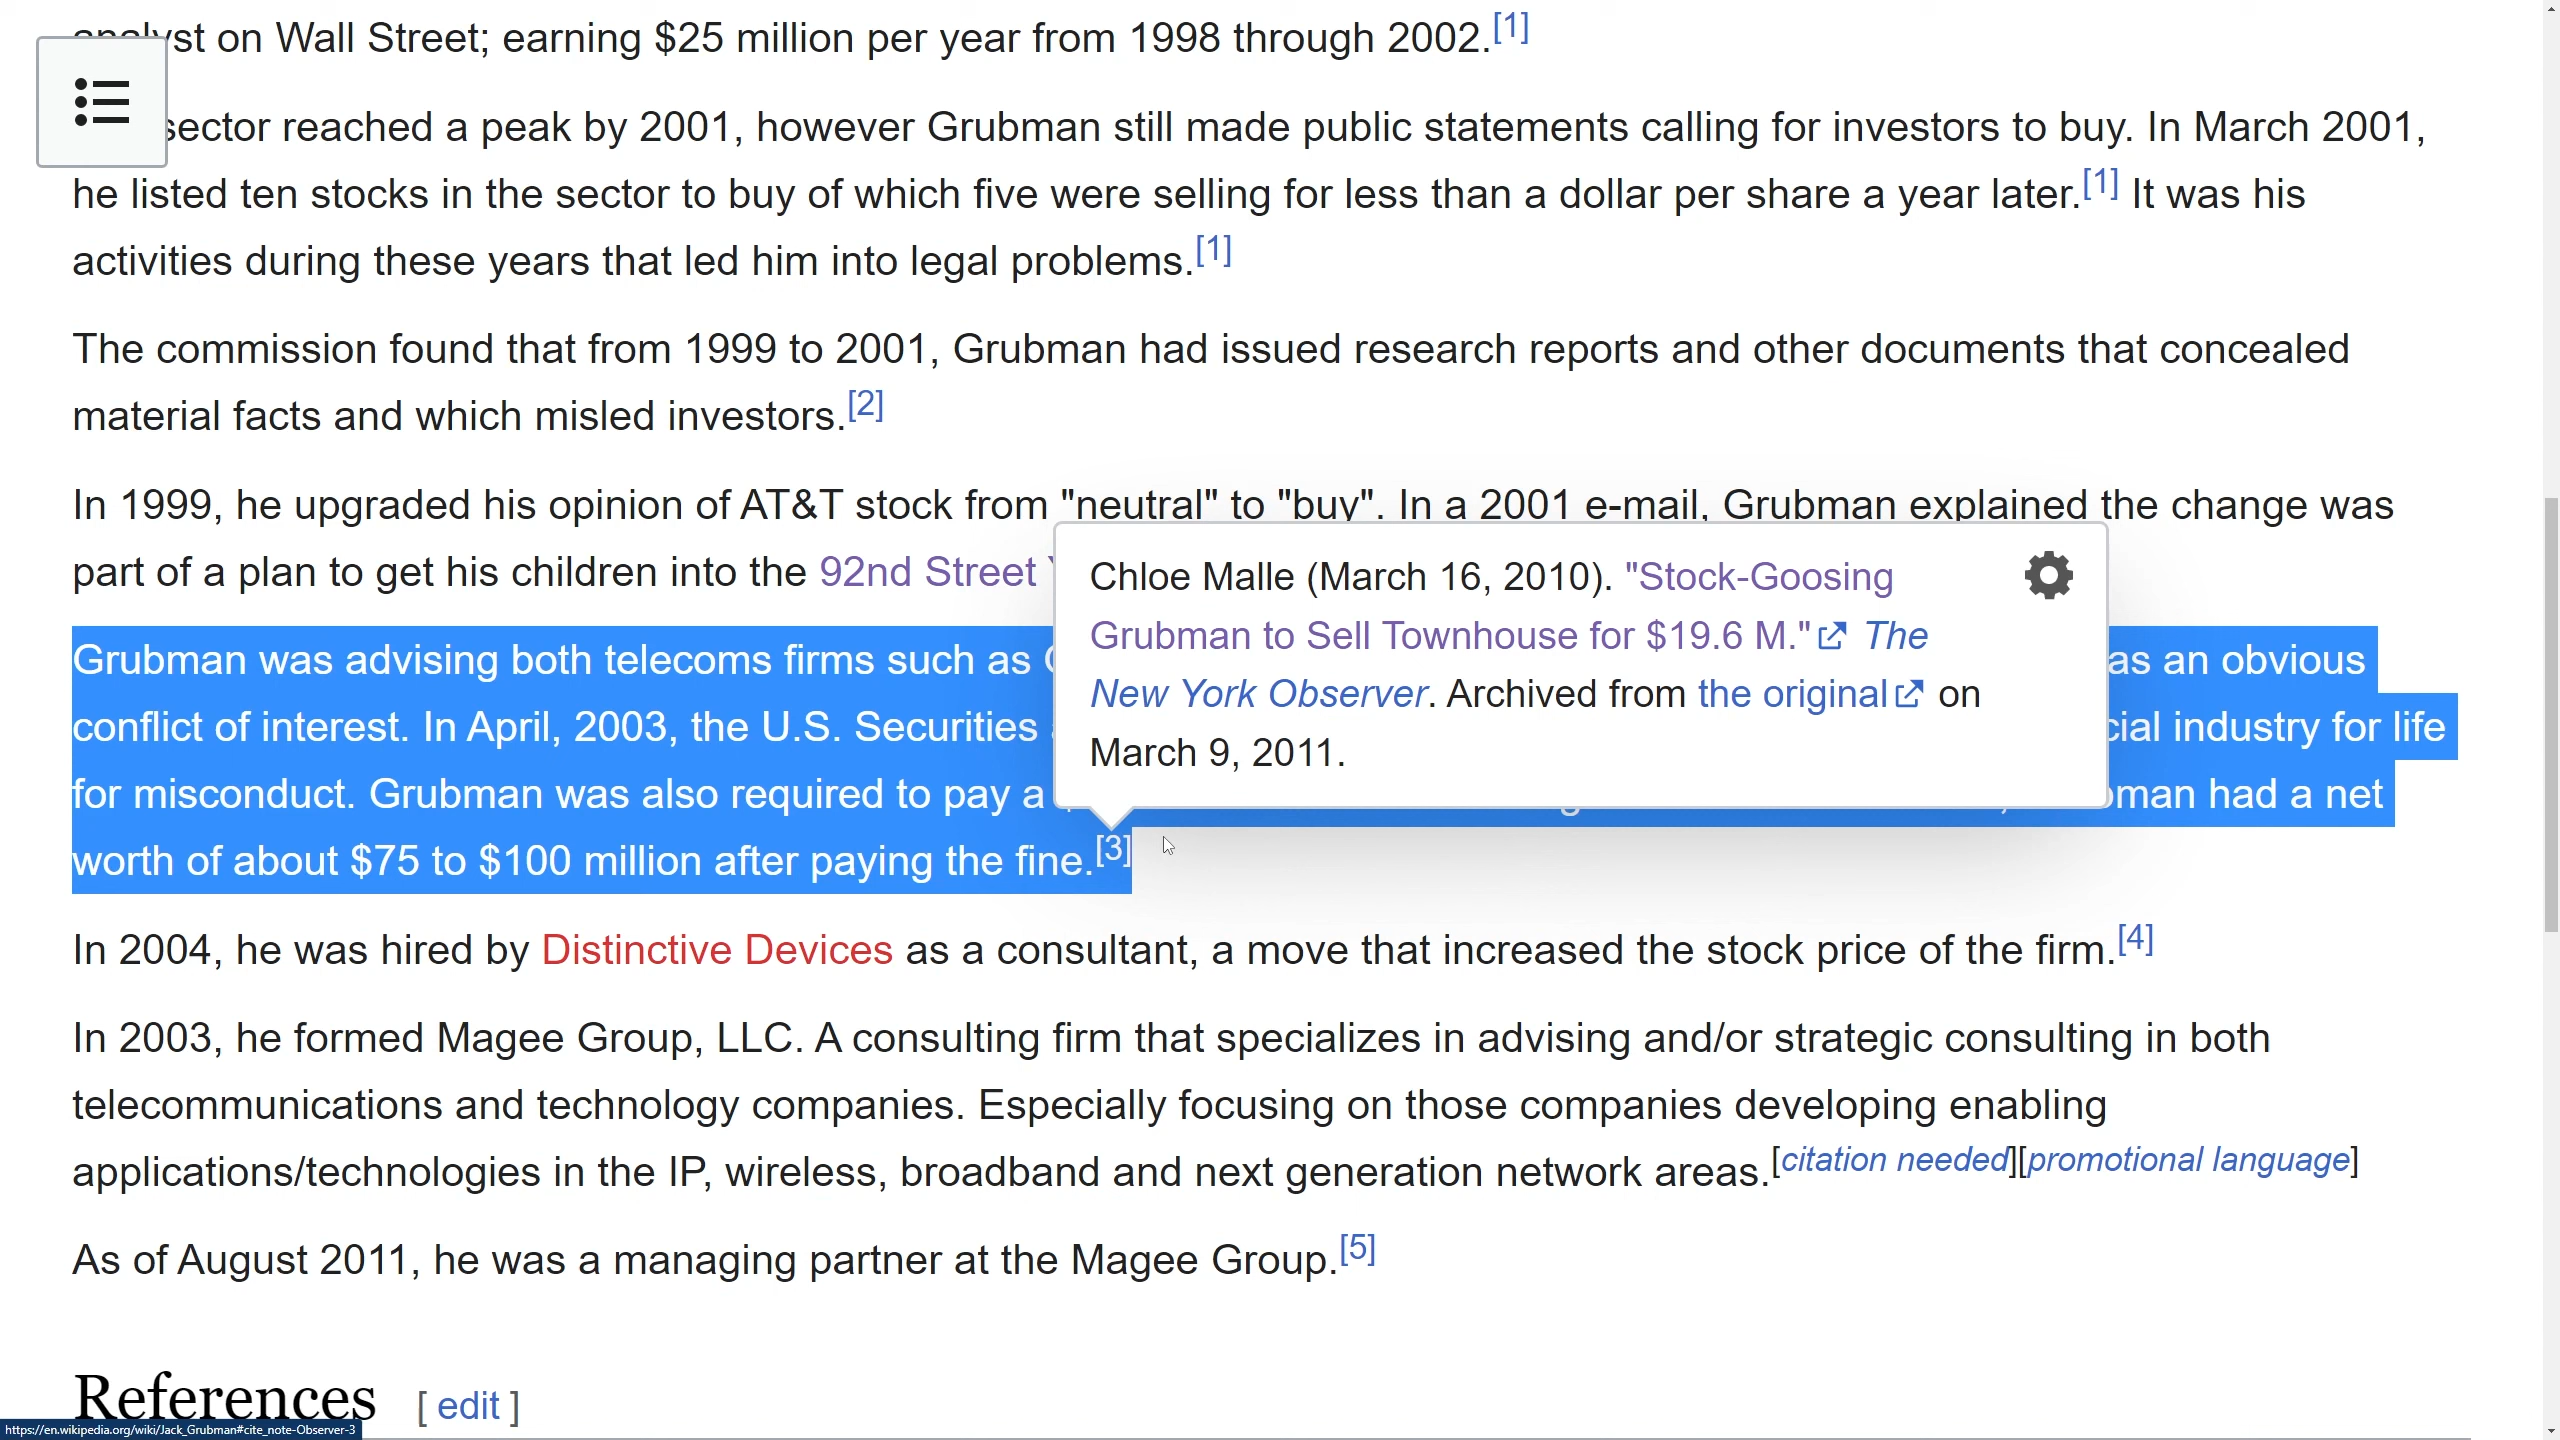 analyst on Wall Street; earning $25 million per year from 1998 through 2002.[1]
sector reached a peak by 2001, however Grubman still made public statements calling for investors to buy. In March 2001,
he listed ten stocks in the sector to buy of which five were selling for less than a dollar per share a year later.[1] It was his
activities during these years that led him into legal problems.[1]
The commission found that from 1999 to 2001, Grubman had issued research reports and other documents that concealed
material facts and which misled investors.[2]
In 1999, he upgraded his opinion of AT&T stock from "neutral" to "buy". In a 2001 e-mail, Grubman explained the change was
part of a plan to get his children into the 92nd Street
Chloe Malle (March 16, 2010). "Stock-Goosing
Grubman to Sell Townhouse for $19.6 M." The
New York Observer. Archived from the original on
March 9, 2011.
Grubman was advising both telecoms firms such as as an obvious
conflict of interest. In April, 2003, the U.S. Securities industry for life
for misconduct. Grubman was also required to pay a had a net
worth of about $75 to $100 million after paying the fine.[3]
In 2004, he was hired by Distinctive Devices as a consultant, a move that increased the stock price of the firm.[4]
In 2003, he formed Magee Group, LLC. A consulting firm that specializes in advising and/or strategic consulting in both
telecommunications and technology companies. Especially focusing on those companies developing enabling
applications/technologies in the IP, wireless, broadband and next generation network areas.[citation needed][promotional language]
As of August 2011, he was a managing partner at the Magee Group.[5]
References [ edit ]
https://en.wikipedia.org/wiki/Jack_Grubman#cite_note-Observer-3